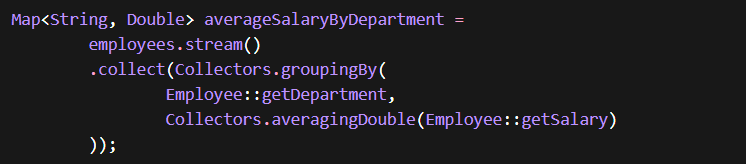 Map<String, Double> averageSalaryByDepartment =
        employees.stream()
        .collect(Collectors.groupingBy(
                Employee::getDepartment,
                Collectors.averagingDouble(Employee::getSalary)
        ));